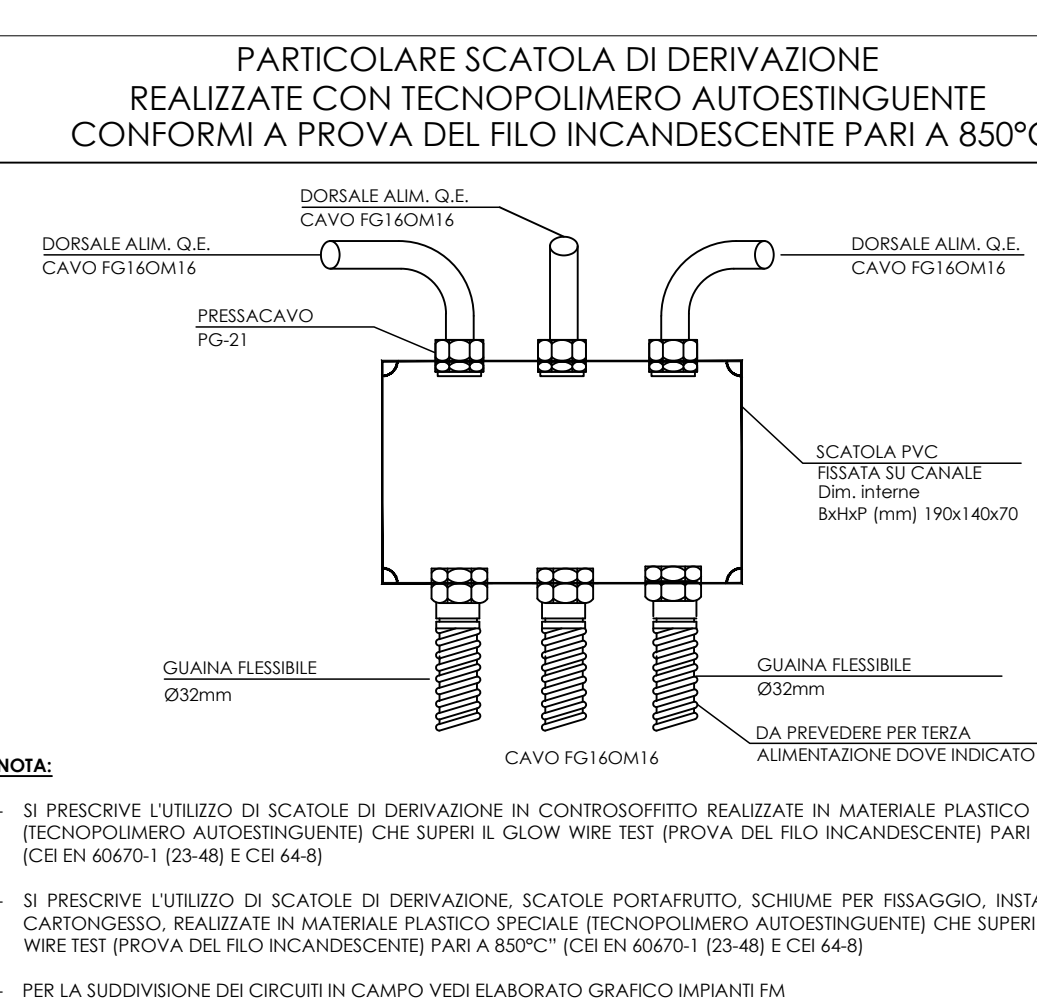 PARTICOLARE SCATOLA DI DERIVAZIONE
REALIZZATE CON TECNOPOLIMERO AUTOESTINGUENTE
CONFORMI A PROVA DEL FILO INCANDESCENTE PARI A 850°C
DORSALE ALIM. Q.E.
CAVO FG16OM16
DORSALE ALIM. Q.E.
CAVO FG16OM16
DORSALE ALIM. Q.E.
CAVO FG16OM16
PRESSACAVO
PG-21
SCATOLA PVC
FISSATA SU CANALE
Dim. interne
BxHxP (mm) 190x140x70
GUAINA FLESSIBILE
Ø32mm
GUAINA FLESSIBILE
Ø32mm
DA PREVEDERE PER TERZA
ALIMENTAZIONE DOVE INDICATO
CAVO FG16OM16
NOTA:
- SI PRESCRIVE L'UTILIZZO DI SCATOLE DI DERIVAZIONE IN CONTROSOFFITTO REALIZZATE IN MATERIALE PLASTICO
(TECNOPOLIMERO AUTOESTINGUENTE) CHE SUPERI IL GLOW WIRE TEST (PROVA DEL FILO INCANDESCENTE) PARI
(CEI EN 60670-1 (23-48) E CEI 64-8)
- SI PRESCRIVE L'UTILIZZO DI SCATOLE DI DERIVAZIONE, SCATOLE PORTAFRUTTO, SCHIUME PER FISSAGGIO,
CARTONGESSO, REALIZZATE IN MATERIALE PLASTICO SPECIALE (TECNOPOLIMERO AUTOESTINGUENTE) CHE SUPERI
WIRE TEST (PROVA DEL FILO INCANDESCENTE) PARI A 850°C” (CEI EN 60670-1 (23-48) E CEI 64-8)
- PER LA SUDDIVISIONE DEI CIRCUITI IN CAMPO VEDI ELABORATO GRAFICO IMPIANTI FM